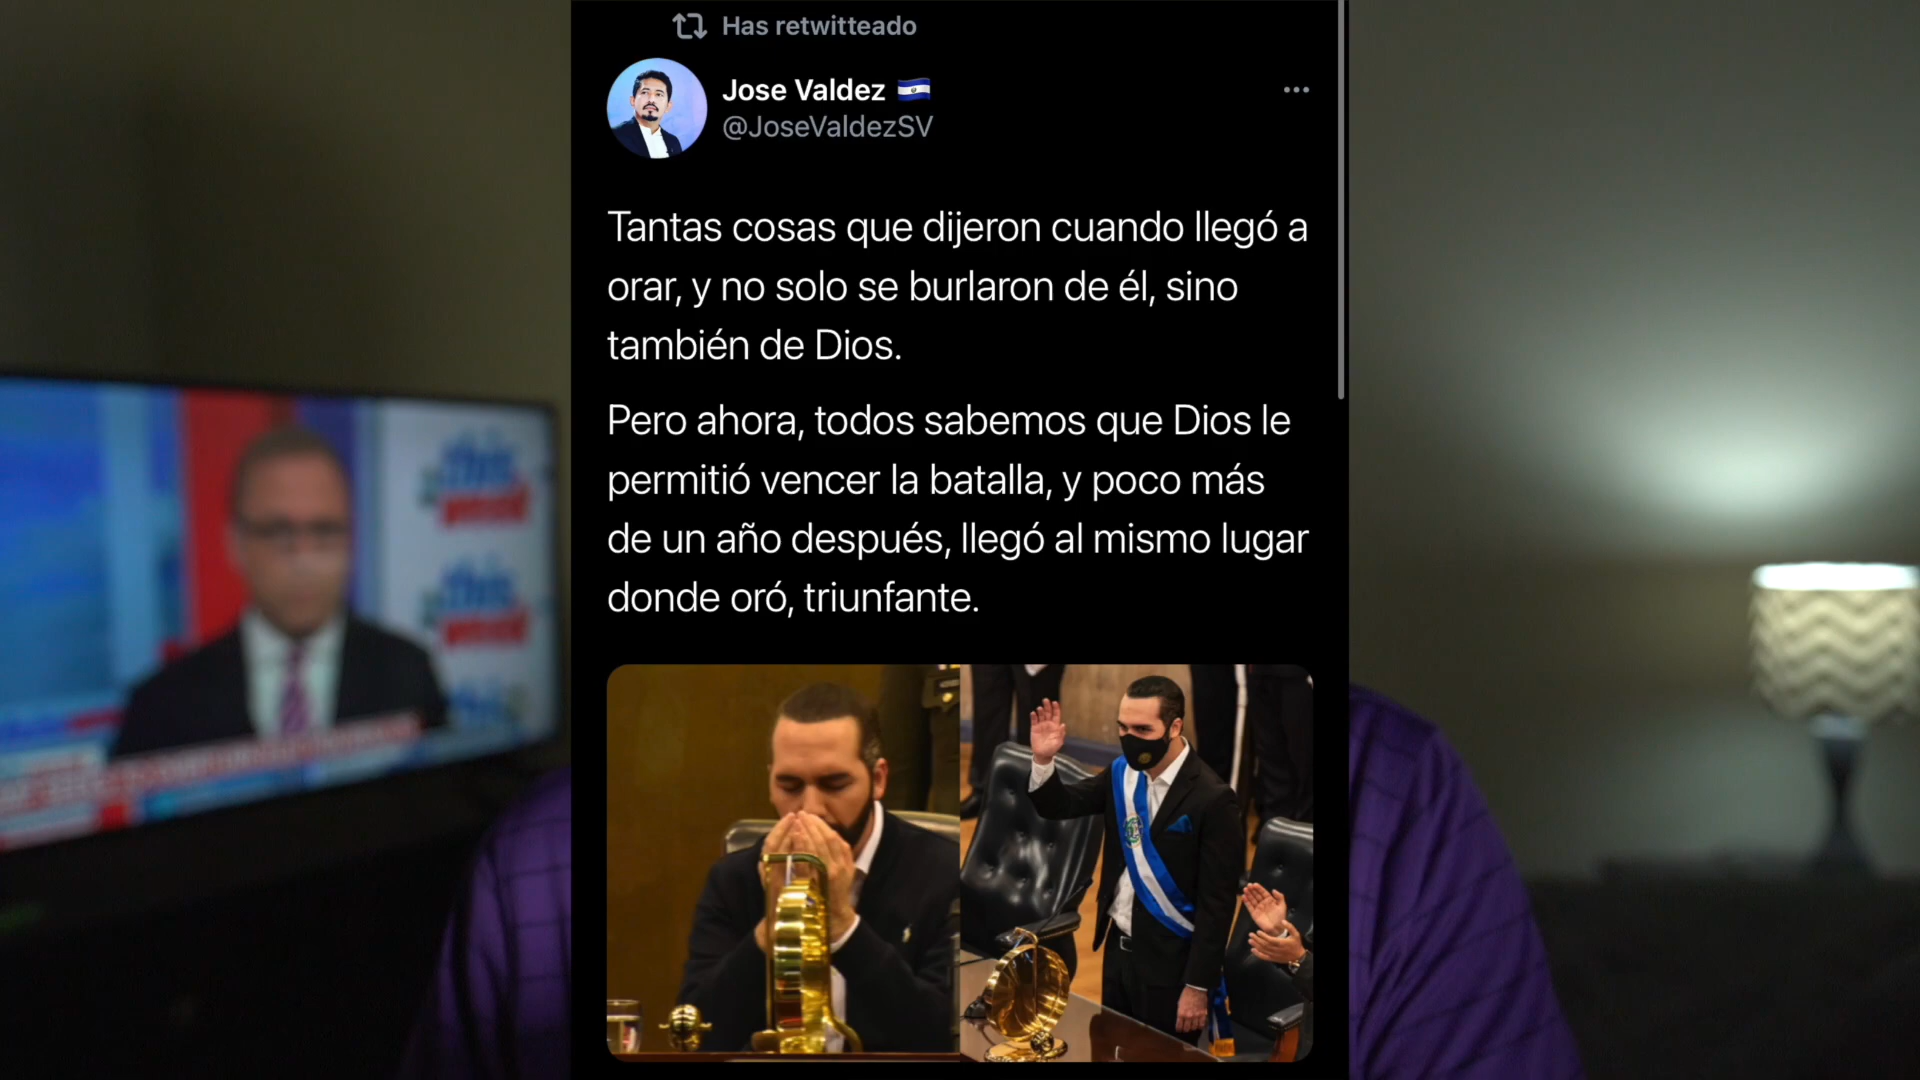 Has retwitteado
Jose Valdez
@JoseValdezSV
Tantas cosas que dijeron cuando llegó a
orar, y no solo se burlaron de él, sino
también de Dios.
Pero ahora, todos sabemos que Dios le
permitió vencer la batalla, y poco más
de un año después, llegó al mismo lugar
donde oró, triunfante.